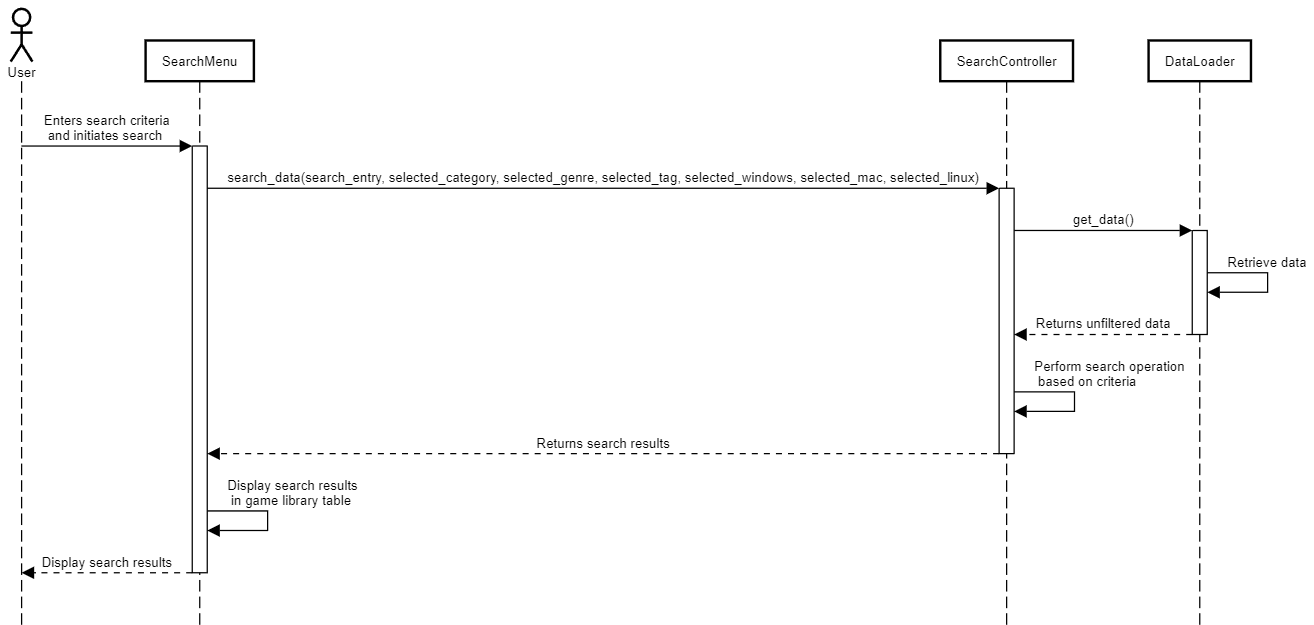 User
SearchMenu
SearchController
DataLoader
Enters search criteria
and initiates search
search_data(search_entry, selected_category, selected_genre, selected_tag, selected_windows, selected_mac, selected_linux)
get_data()
Retrieve data
Returns unfiltered data
Perform search operation
based on criteria
Returns search results
Display search results
in game library table
Display search results